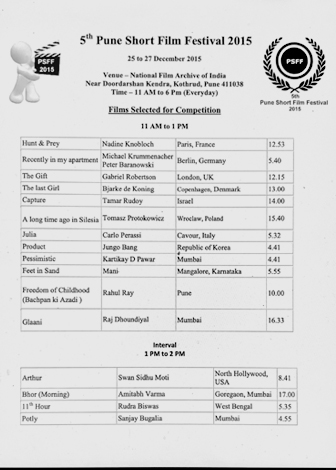 5th Pune Short Film Festival 2015
PSFF
2015
PSFF
5th
Pune Short Film Festival
2015
25 to 27 December 2015
Venue – National Film Archive of India
Near Doordarshan Kendra, Kothrud, Pune 411038
Time – 11 AM to 6 Pm (Everyday)
Films Selected for Competition
11 AM to 1 PM
Hunt & Prey Nadine Knobloch Paris, France 12.53
Recently in my apartment Michael Krummenacher Peter Baranowski Berlin, Germany 5.40
The Gift Gabriel Robertson London, UK 12.15
The last Girl Bjarke de Koning Copenhagen, Denmark 13.00
Capture Tamar Rudoy Israel 14.00
A long time ago in Silesia Tomasz Protokowicz Wroclaw, Poland 15.40
Julia Carlo Perassi Cavour, Italy 5.32
Product Jungo Bang Republic of Korea 4.41
Pessimistic Kartikay D Pawar Mumbai 4.41
Feet in Sand Mani Mangalore, Karnataka 5.55
Freedom of Childhood (Bachpan ki Azadi ) Rahul Ray Pune 10.00
Glaani Raj Dhoundiyal Mumbai 16.33
Interval
1 PM to 2 PM
Arthur Swan Sidhu Moti North Hollywood, USA 8.41
Bhor (Morning) Amitabh Varma Goregaon, Mumbai 17.00
11th Hour Rudra Biswas West Bengal 5.35
Potly Sanjay Bugalia Mumbai 4.55